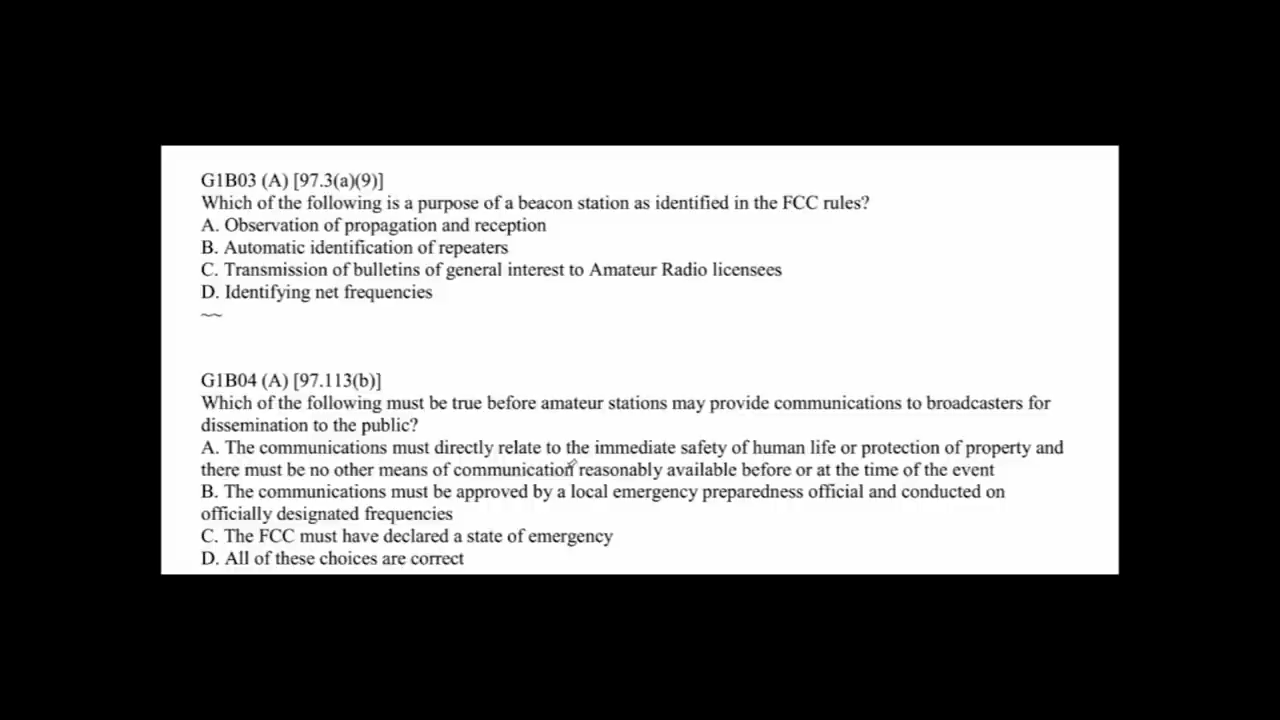 G1B03 (A) [97.3(a)(9)]
Which of the following is a purpose of a beacon station as identified in the FCC rules?
A. Observation of propagation and reception
B. Automatic identification of repeaters
C. Transmission of bulletins of general interest to Amateur Radio licensees
D. Identifying net frequencies
~~
G1B04 (A) [97.113(b)]
Which of the following must be true before amateur stations may provide communications to broadcasters for
dissemination to the public?
A. The communications must directly relate to the immediate safety of human life or protection of property and
there must be no other means of communication reasonably available before or at the time of the event
B. The communications must be approved by a local emergency preparedness official and conducted on
officially designated frequencies
C. The FCC must have declared a state of emergency
D. All of these choices are correct